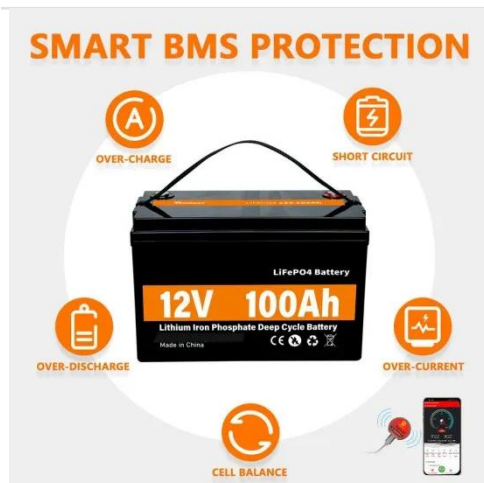 SMART BMS PROTECTION
OVER-CHARGE
SHORT CIRCUIT
LiFePO4 Battery
12V 100Ah
Lithium Iron Phosphate Deep Cycle Battery
Made in China
CE
OVER-DISCHARGE
OVER-CURRENT
CELL BALANCE